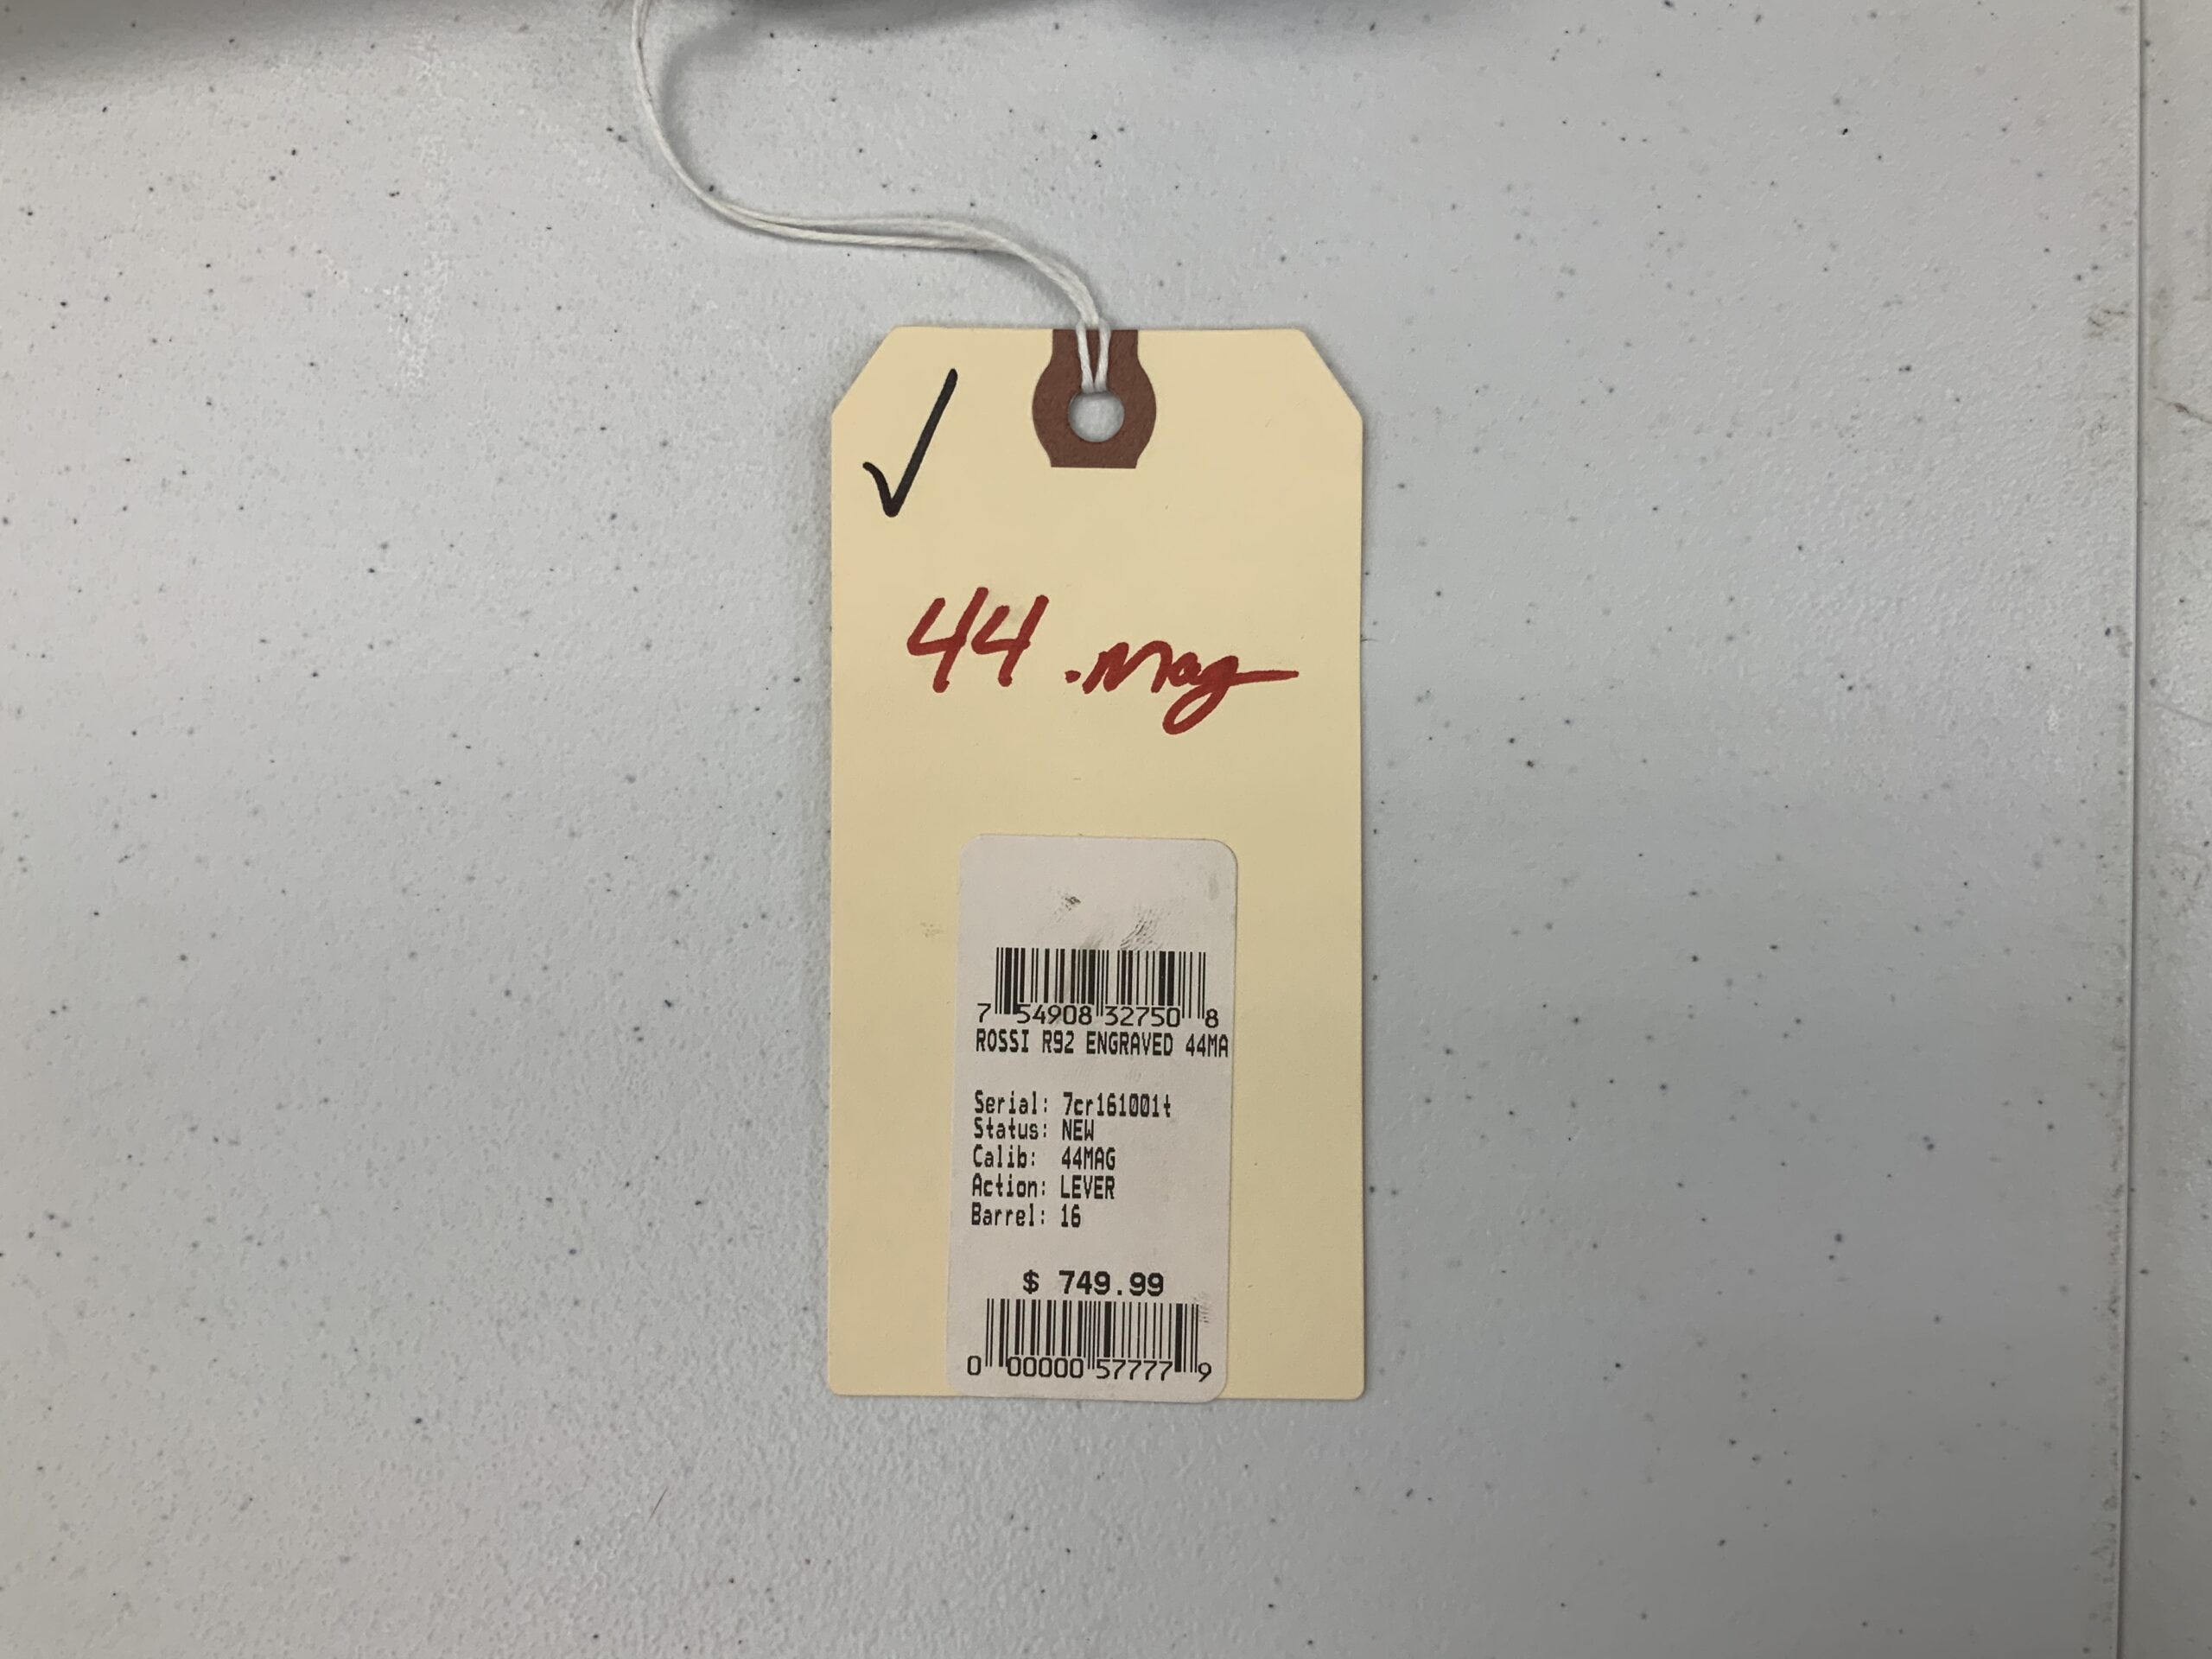 ✓
44 .Mag
7 54908 32750 8
ROSSI R92 ENGRAVED 44MA
Serial: 7cr161001t
Status: NEW
Calib: 44MAG
Action: LEVER
Barrel: 16
$ 749.99
0 00000 57777 9